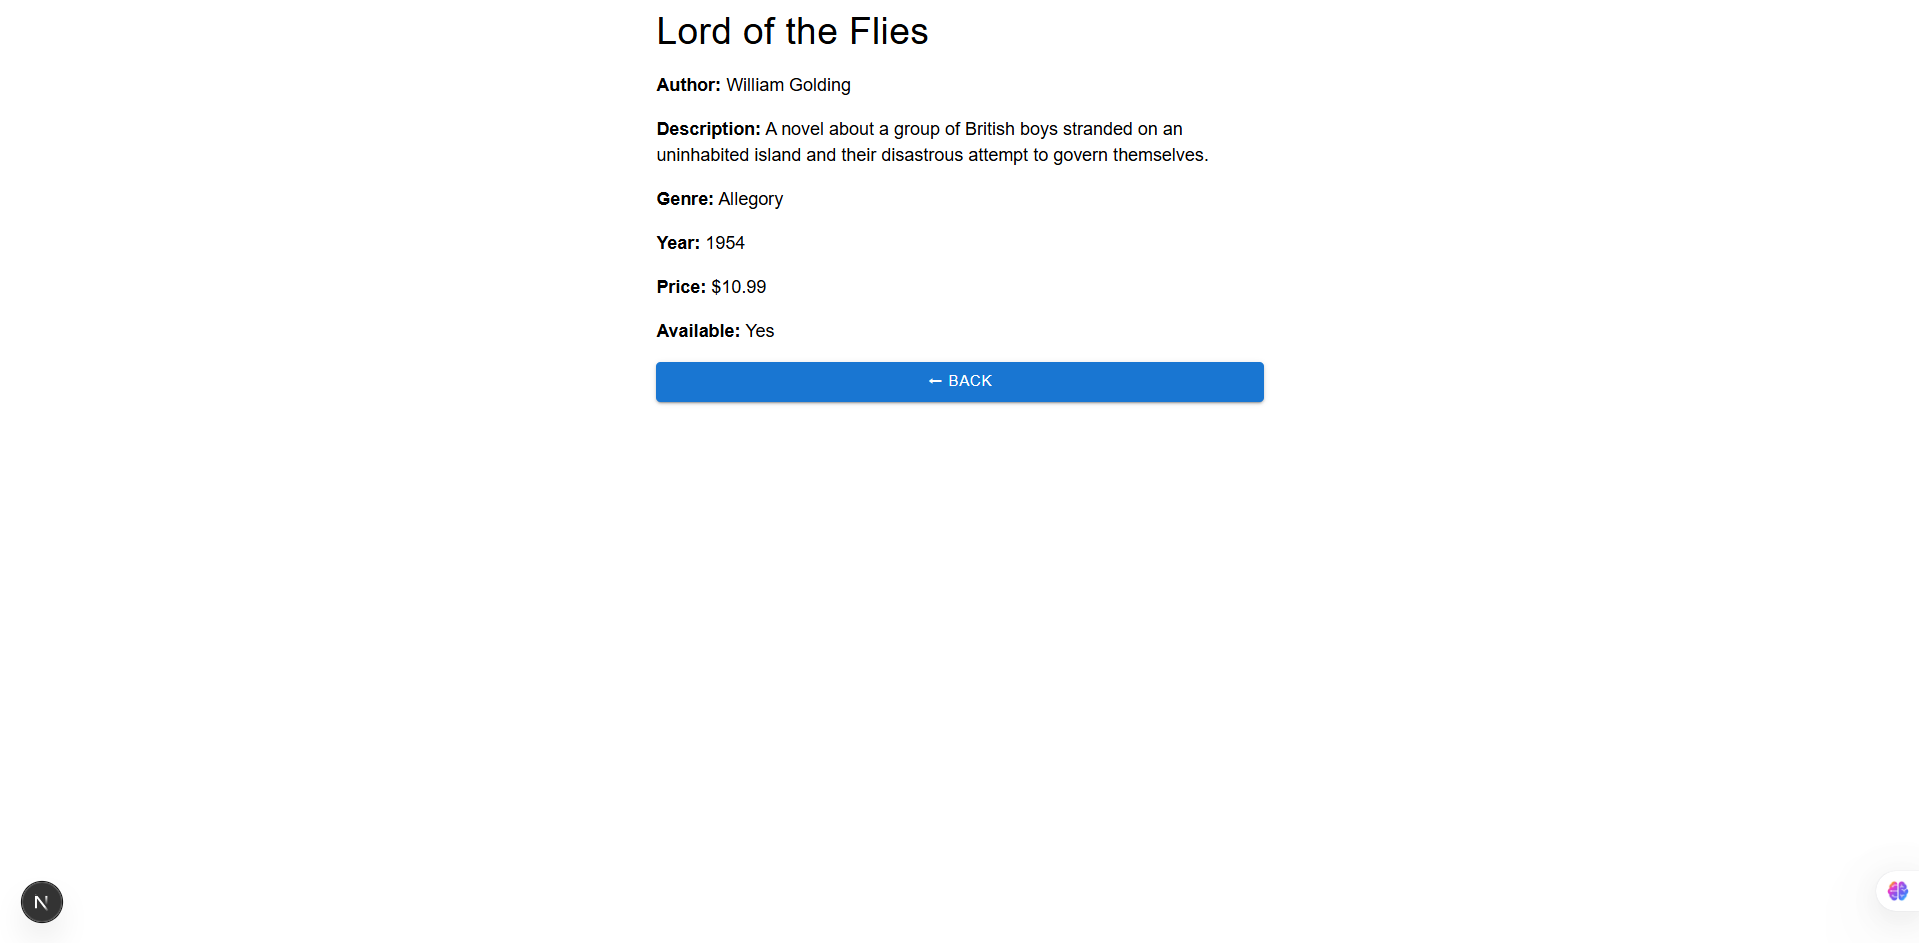 Lord of the Flies
Author: William Golding
Description: A novel about a group of British boys stranded on an
uninhabited island and their disastrous attempt to govern themselves.
Genre: Allegory
Year: 1954
Price: $10.99
Available: Yes
← BACK
N